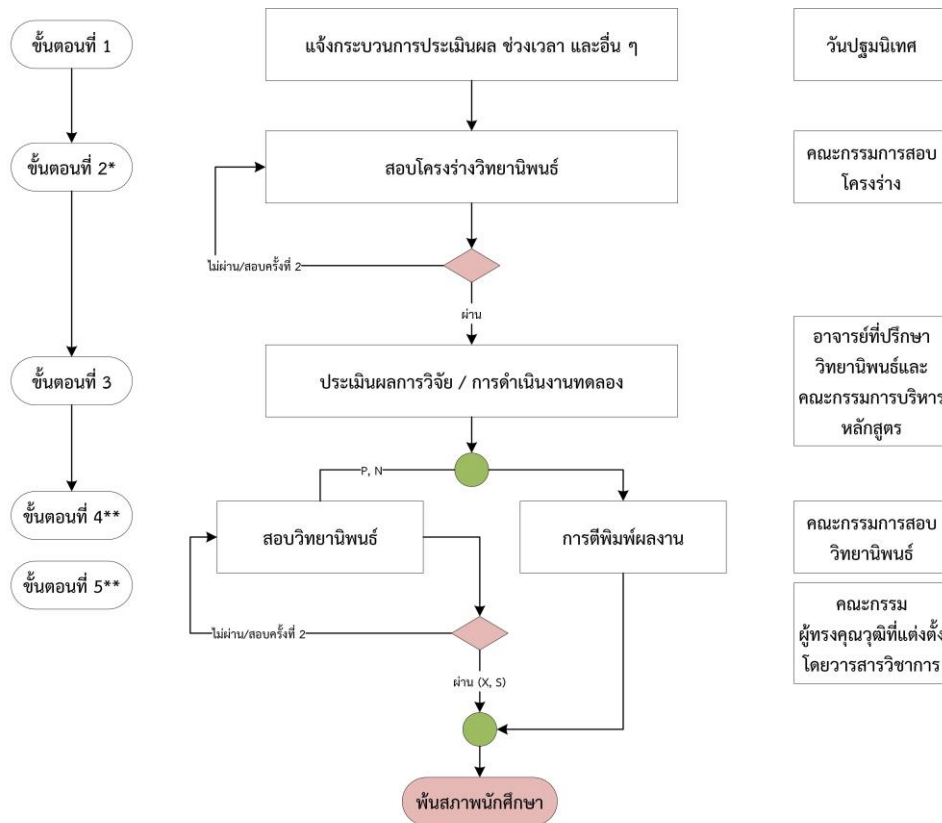 ขั้นตอนที่ 1
แจ้งกระบวนการประเมินผล ช่วงเวลา และอื่น ๆ
วันปฐมนิเทศ
ขั้นตอนที่ 2*
สอบโครงร่างวิทยานิพนธ์
คณะกรรมการสอบ
โครงร่าง
ไม่ผ่าน/สอบครั้งที่ 2
ผ่าน
ขั้นตอนที่ 3
ประเมินผลการวิจัย / การดำเนินงานทดลอง
อาจารย์ที่ปรึกษา
วิทยานิพนธ์และ
คณะกรรมการบริหาร
หลักสูตร
P, N
ขั้นตอนที่ 4**
สอบวิทยานิพนธ์
การตีพิมพ์ผลงาน
คณะกรรมการสอบ
วิทยานิพนธ์
ขั้นตอนที่ 5**
ไม่ผ่าน/สอบครั้งที่ 2
คณะกรรม
ผู้ทรงคุณวุฒิที่แต่งตั้ง
โดยวารสารวิชาการ
ผ่าน (X, S)
พ้นสภาพนักศึกษา